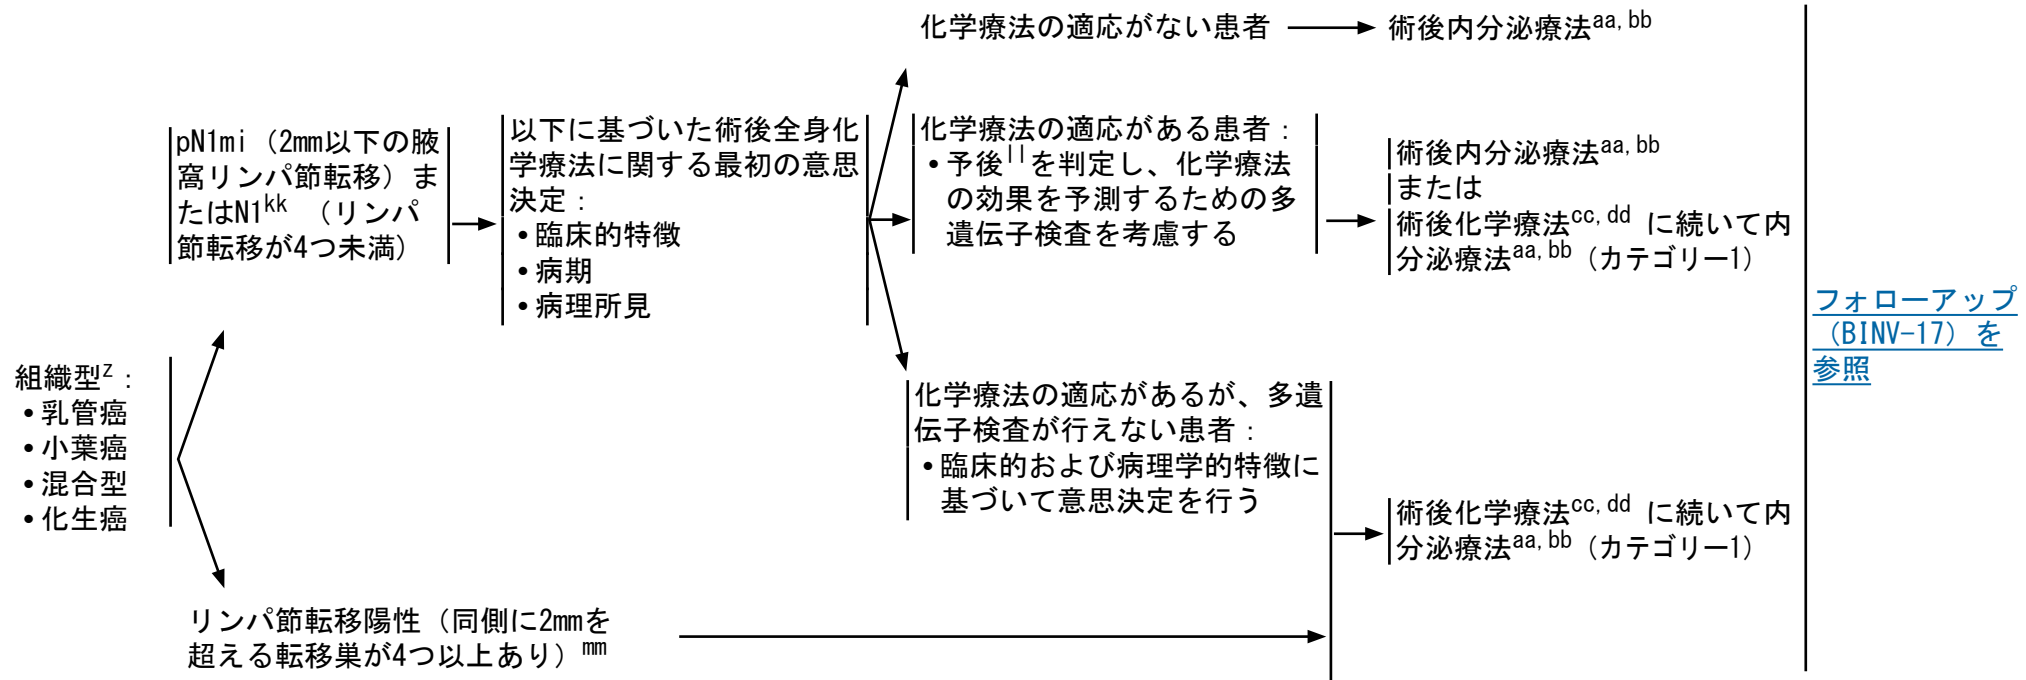 化学療法の適応がない患者
術後内分泌療法aa, bb
pN1mi（2mm以下の腋
窩リンパ節転移）ま
たはN1kk （リンパ
節転移が4つ未満）
以下に基づいた術後全身化
学療法に関する最初の意思
決定：
•臨床的特徴
•病期
•病理所見
化学療法の適応がある患者：
•予後llを判定し、化学療法
の効果を予測するための多
遺伝子検査を考慮する
術後内分泌療法aa, bb
または
術後化学療法cc, dd に続いて内
分泌療法aa, bb（カテゴリー1）
組織型z：
•乳管癌
•小葉癌
•混合型
•化生癌
化学療法の適応があるが、多遺
伝子検査が行えない患者：
•臨床的および病理学的特徴に
基づいて意思決定を行う
術後化学療法cc, dd に続いて内
分泌療法aa, bb（カテゴリー1）
リンパ節転移陽性（同側に2mmを
超える転移巣が4つ以上あり）mm
フォローアップ
（BINV-17）を
参照